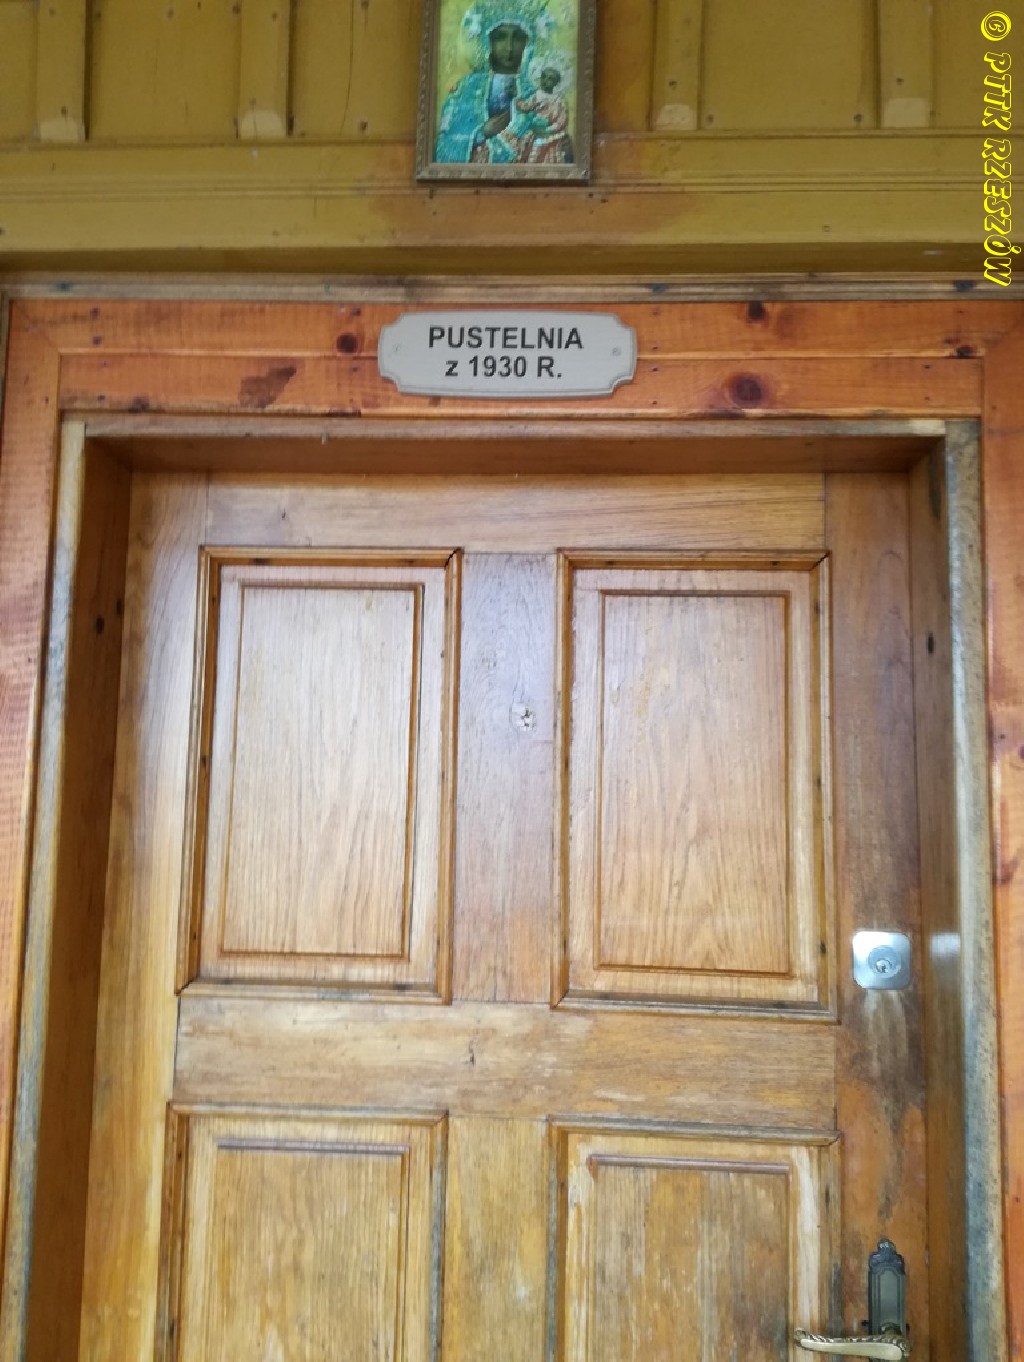 PUSTELNIA
z 1930 R.
© PTTK RZESZÓW